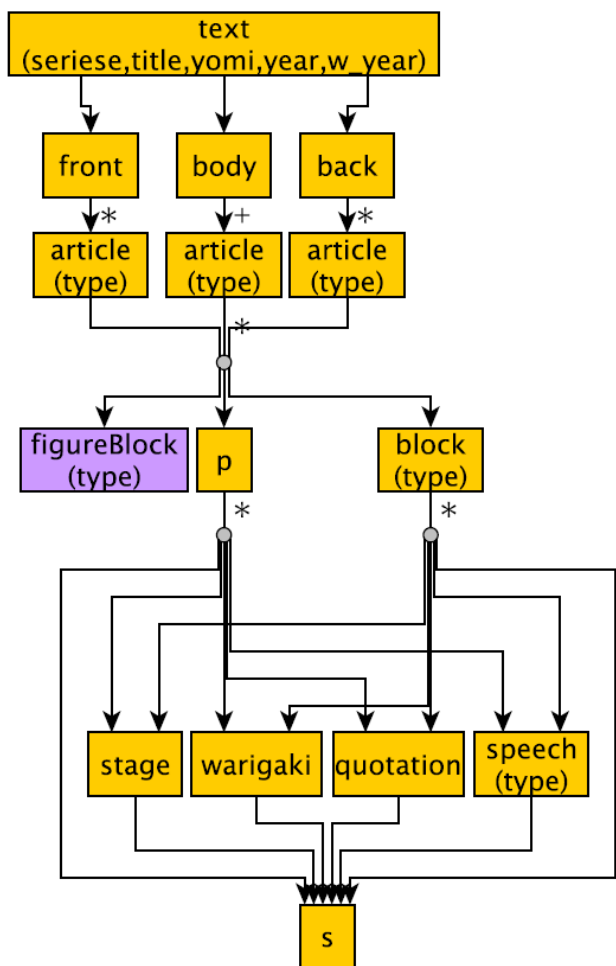 text
(seriese,title,yomi,year,w_year)
front
body
back
*
+
*
article
(type)
article
(type)
article
(type)
*
figureBlock
(type)
p
block
(type)
*
*
stage
warigaki
quotation
speech
(type)
s